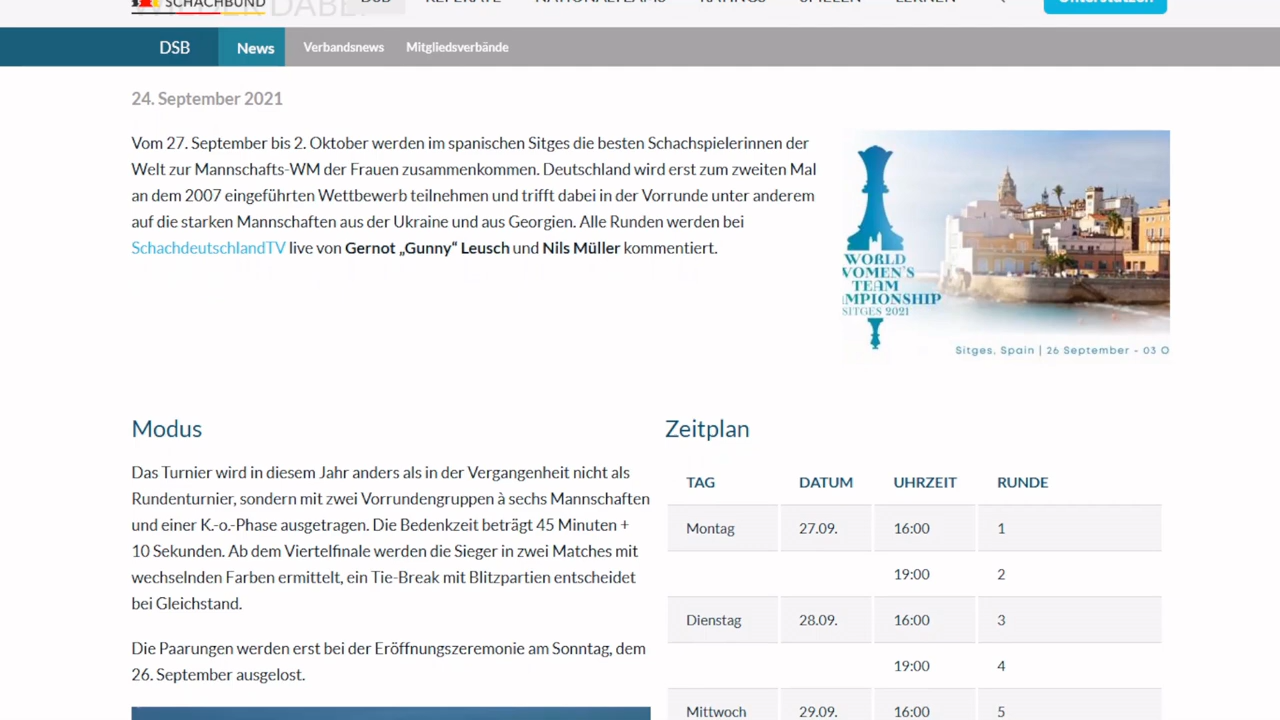 SCHACHBUND
DSB
REFERATE
NATIONALTEAMS
RATINGS
SPIELEN
LERNEN
Unterstützen
DSB
News
Verbandsnews
Mitgliedsverbände
24. September 2021
Vom 27. September bis 2. Oktober werden im spanischen Sitges die besten Schachspielerinnen der
Welt zur Mannschafts-WM der Frauen zusammenkommen. Deutschland wird erst zum zweiten Mal
an dem 2007 eingeführten Wettbewerb teilnehmen und trifft dabei in der Vorrunde unter anderem
auf die starken Mannschaften aus der Ukraine und aus Georgien. Alle Runden werden bei
SchachdeutschlandTV live von Gernot „Gunny“ Leusch und Nils Müller kommentiert.
WORLD
WOMEN'S
TEAM
MPIONSHIP
SITGES 2021
Sitges, Spain | 26 September - 03 O
Modus
Das Turnier wird in diesem Jahr anders als in der Vergangenheit nicht als
Rundenturnier, sondern mit zwei Vorrundengruppen à sechs Mannschaften
und einer K.-o.-Phase ausgetragen. Die Bedenkzeit beträgt 45 Minuten +
10 Sekunden. Ab dem Viertelfinale werden die Sieger in zwei Matches mit
wechselnden Farben ermittelt, ein Tie-Break mit Blitzpartien entscheidet
bei Gleichstand.
Die Paarungen werden erst bei der Eröffnungszeremonie am Sonntag, dem
26. September ausgelost.
Zeitplan
TAG DATUM UHRZEIT RUNDE
Montag 27.09. 16:00 1
19:00 2
Dienstag 28.09. 16:00 3
19:00 4
Mittwoch 29.09. 16:00 5